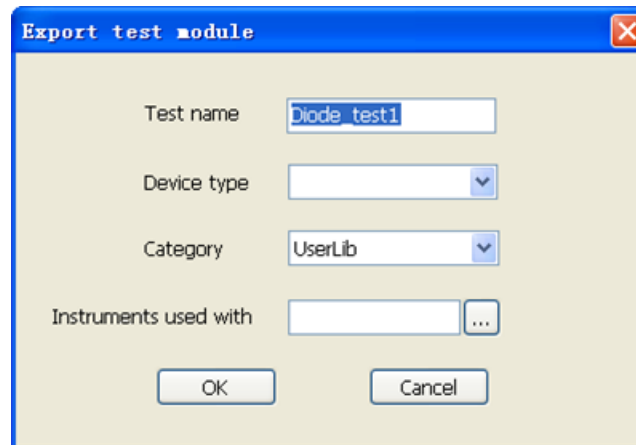 Export test module
Test name Diode_test1
Device type
Category UserLib
Instruments used with ...
OK Cancel